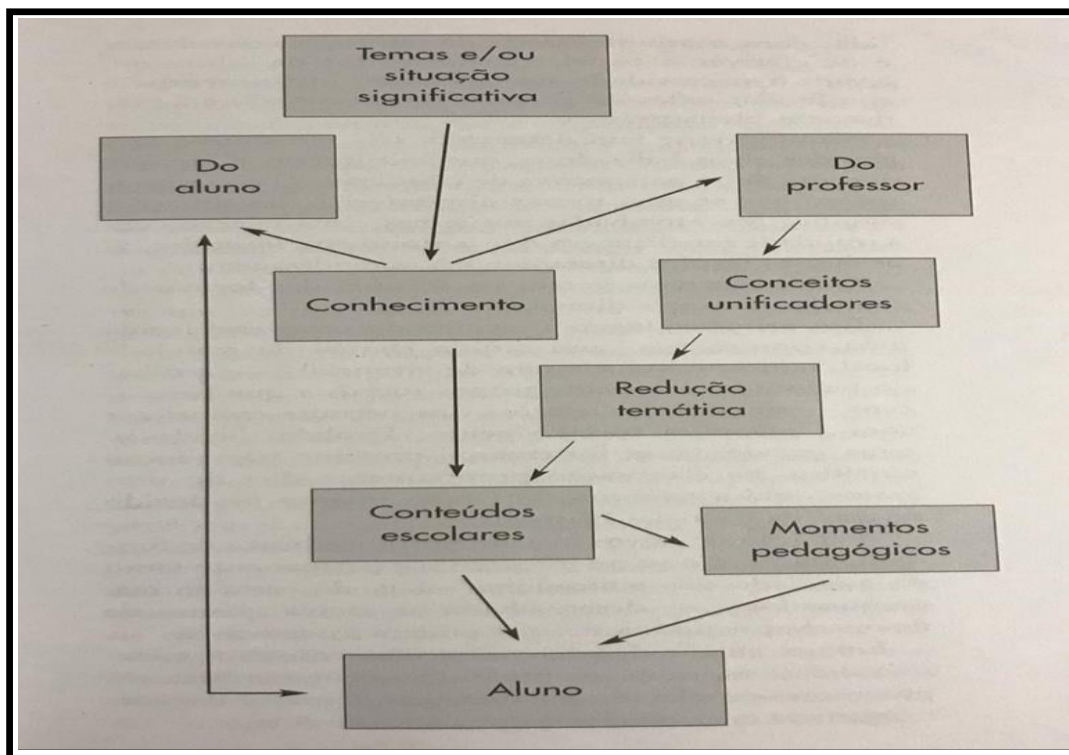 Temas e/ou
situação
significativa
Do
aluno
Do
professor
Conhecimento
Conceitos
unificadores
Redução
temática
Conteúdos
escolares
Momentos
pedagógicos
Aluno